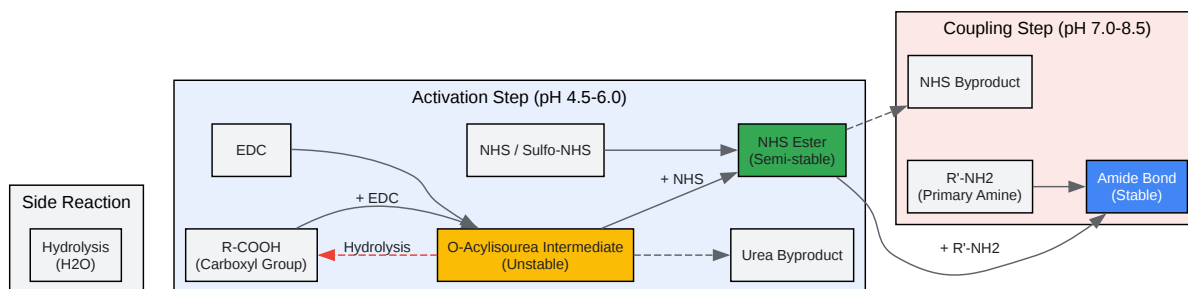 Coupling Step (pH 7.0-8.5)
NHS Byproduct
Activation Step (pH 4.5-6.0)
EDC
NHS / Sulfo-NHS
NHS Ester
(Semi-stable)
R'-NH2
(Primary Amine)
Amide Bond
(Stable)
+ NHS
+ EDC
Side Reaction
Hydrolysis
(H2O)
R-COOH
(Carboxyl Group)
Hydrolysis
O-Acylisourea Intermediate
(Unstable)
Urea Byproduct
+ R'-NH2